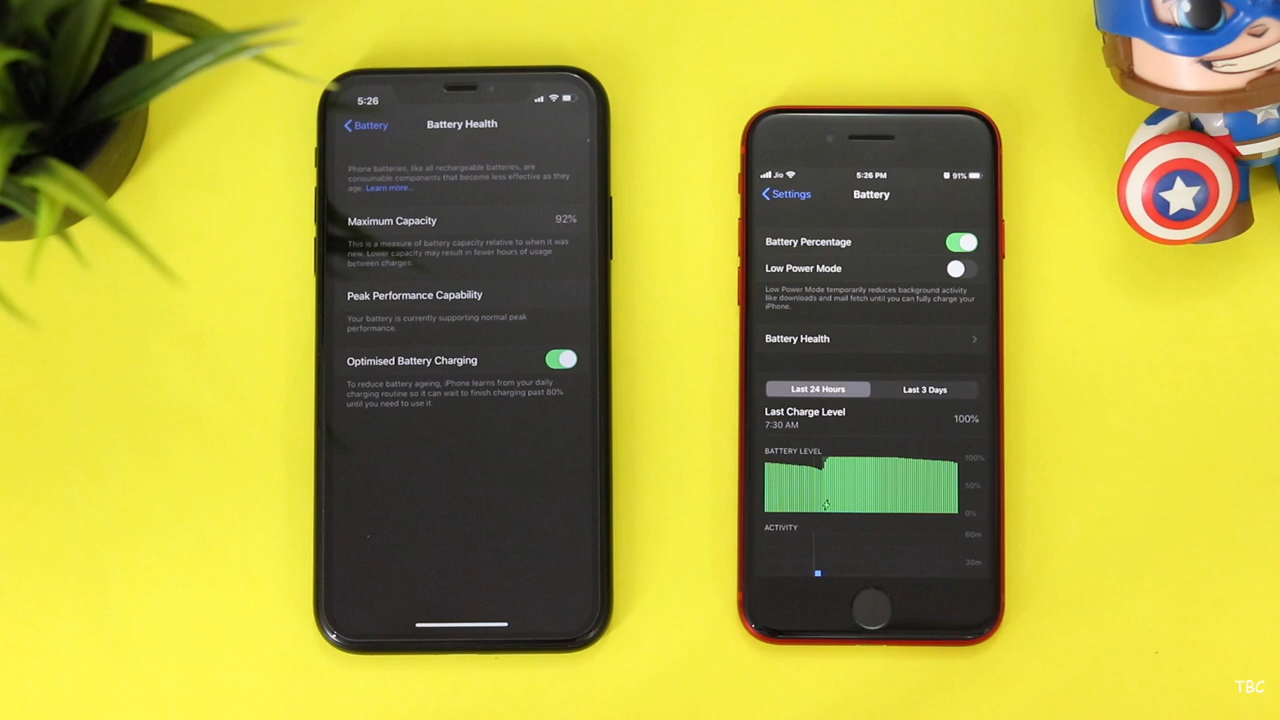 5:26
Battery
Battery Health
Phone batteries, like all rechargeable batteries, are
consumable components that become less effective as they
age. Learn more...
Maximum Capacity 92%
This is a measure of battery capacity relative to when it was
new. Lower capacity may result in fewer hours of usage
between charges.
Peak Performance Capability
Your battery is currently supporting normal peak
performance.
Optimised Battery Charging
To reduce battery ageing, iPhone learns from your daily
charging routine so it can wait to finish charging past 80%
until you need to use it.
Jio 5:26 PM 91%
Settings
Battery
Battery Percentage
Low Power Mode
Low Power Mode temporarily reduces background activity
like downloads and mail fetch until you can fully charge your
iPhone.
Battery Health
Last 24 Hours Last 3 Days
Last Charge Level 100%
7:30 AM
BATTERY LEVEL
100%
50%
0%
ACTIVITY
60m
30m
TBC